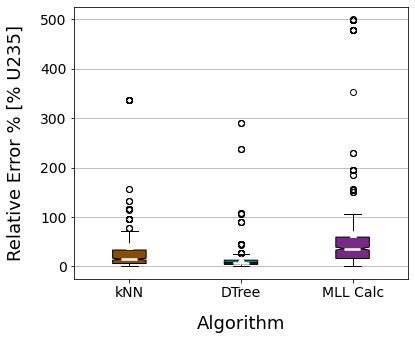 Relative Error % [% U235]
500
400
300
200
100
0
kNN DTree MLL Calc
Algorithm